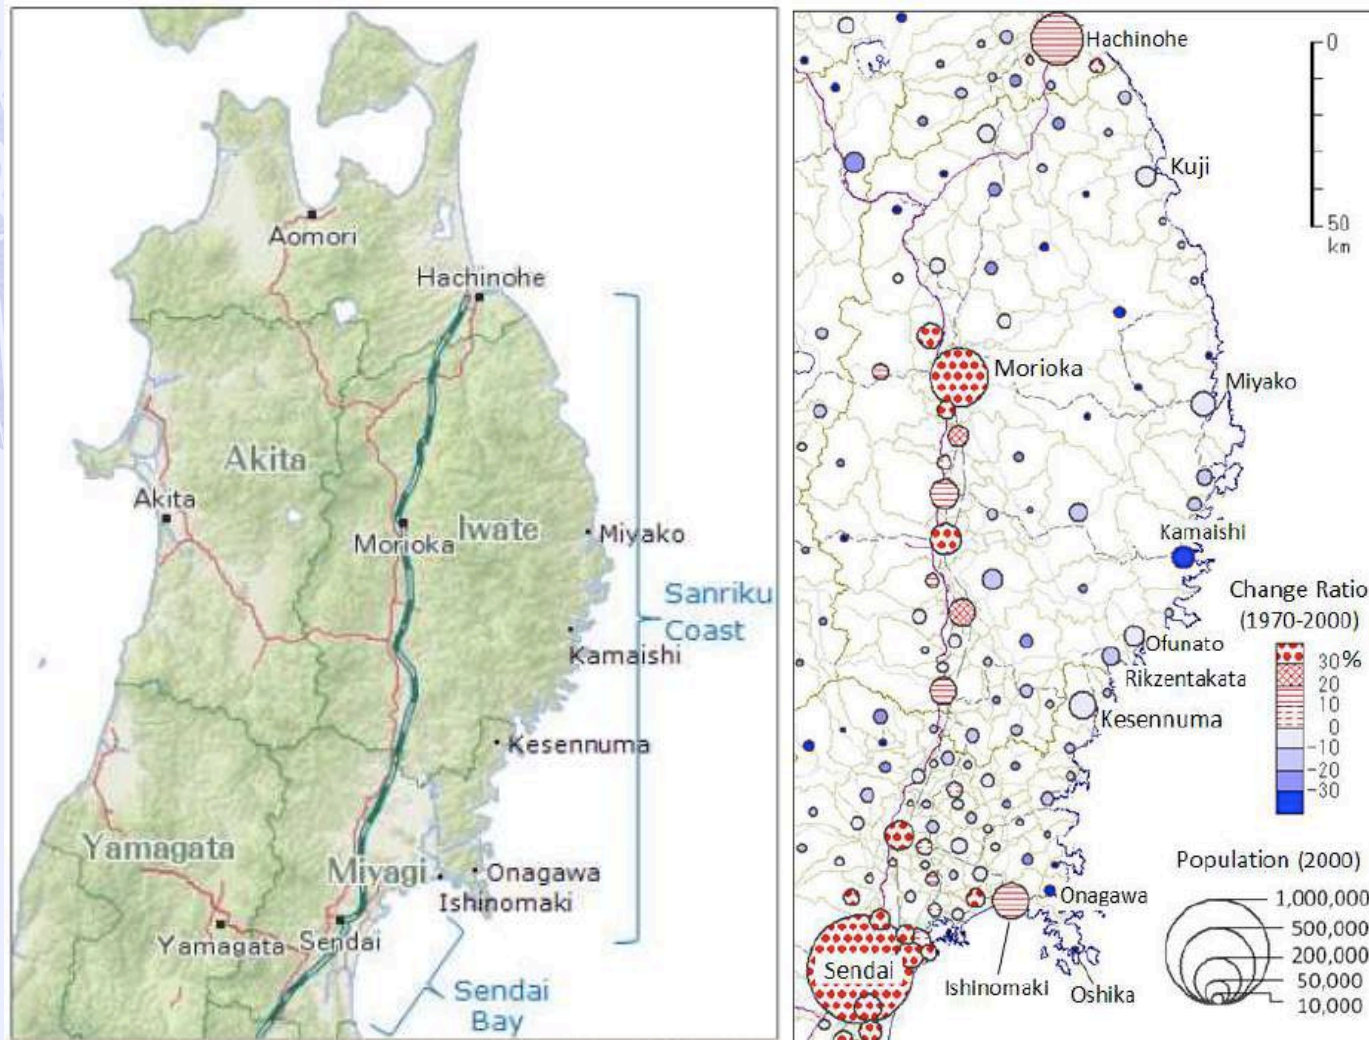 Aomori
Hachinohe
Akita
Akita
Morioka
Iwate
Miyako
Sanriku
Coast
Kamaishi
Kesennuma
Yamagata
Miyagi
Onagawa
Ishinomaki
Yamagata
Sendai
Sendai
Bay
Hachinohe
0
50
km
Kuji
Morioka
Miyako
Kamaishi
Change Ratio
(1970-2000)
30%
20
10
0
-10
-20
-30
Ofunato
Rikzentakata
Kesennuma
Population (2000)
1,000,000
500,000
200,000
50,000
10,000
Onagawa
Sendai
Ishinomaki
Oshika